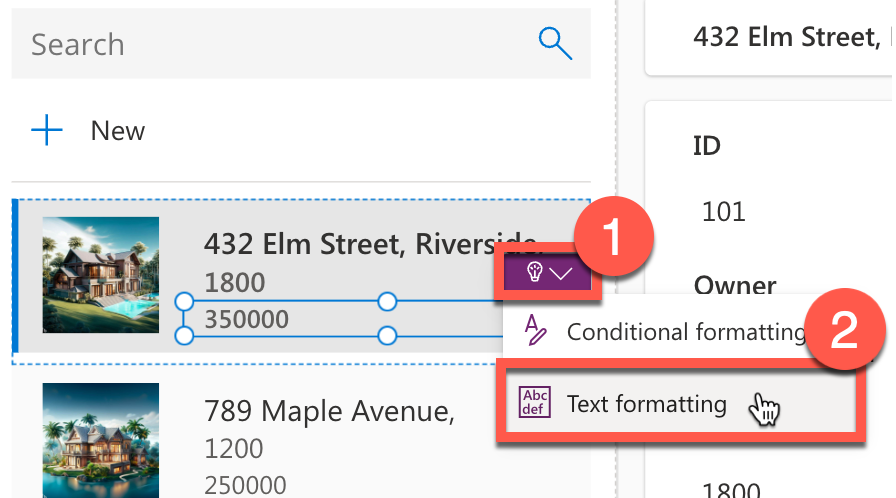 Search
New
432 Elm Street, Riverside,
1800
350000
789 Maple Avenue,
1200
250000
1
Conditional formatting
2
Abc
def
Text formatting
432 Elm Street,
ID
101
Owner
1800